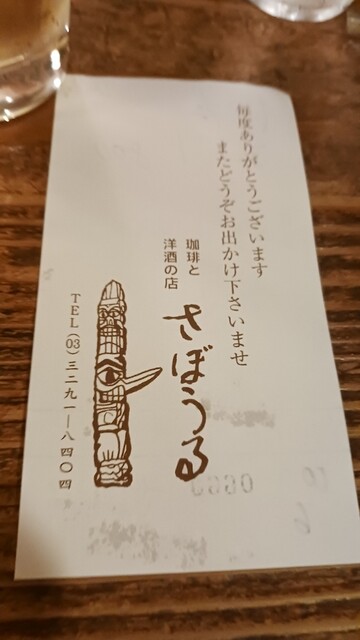 毎度ありがとうございます
またどうぞお出かけ下さいませ
珈琲と
洋酒の店
さぼうる
TEL(03)三二九一―八四〇四